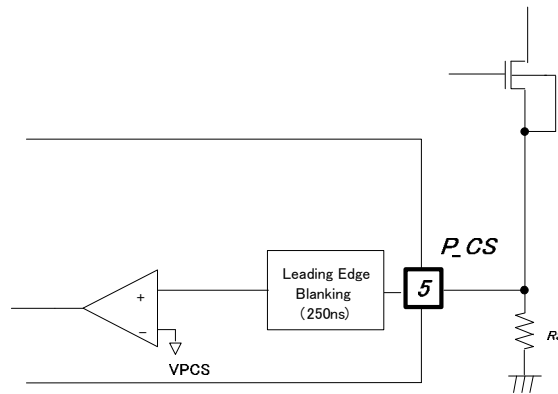 P_CS
Leading Edge
Blanking
(250ns)
5
+
−
VPCS